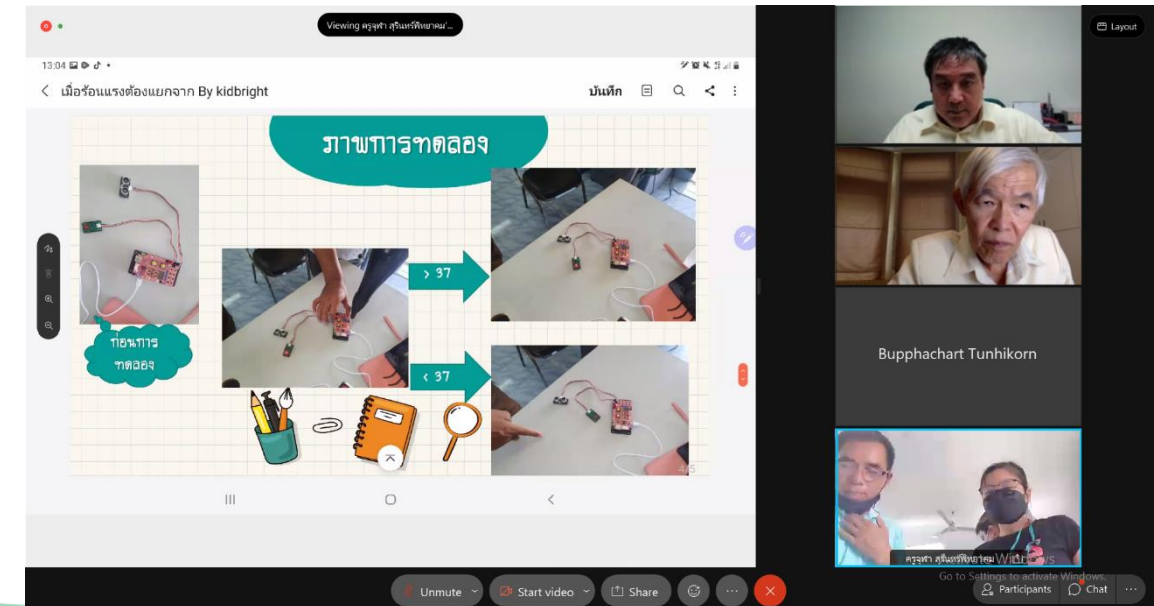 Viewing ครูจุฬา สุรินทร์พิทยาคม'...
Layout
13:04
เมื่อร้อนแรงต้องแยกจาก By kidbright
บันทึก
ภาพการทดลอง
> 37
ก่อนการ
ทดลอง
< 37
4/5
Bupphachart Tunhikorn
ครูจุฬา สุรินทร์พิทยาคม
Go to Settings to activate Windows.
Unmute
Start video
Share
Participants
Chat